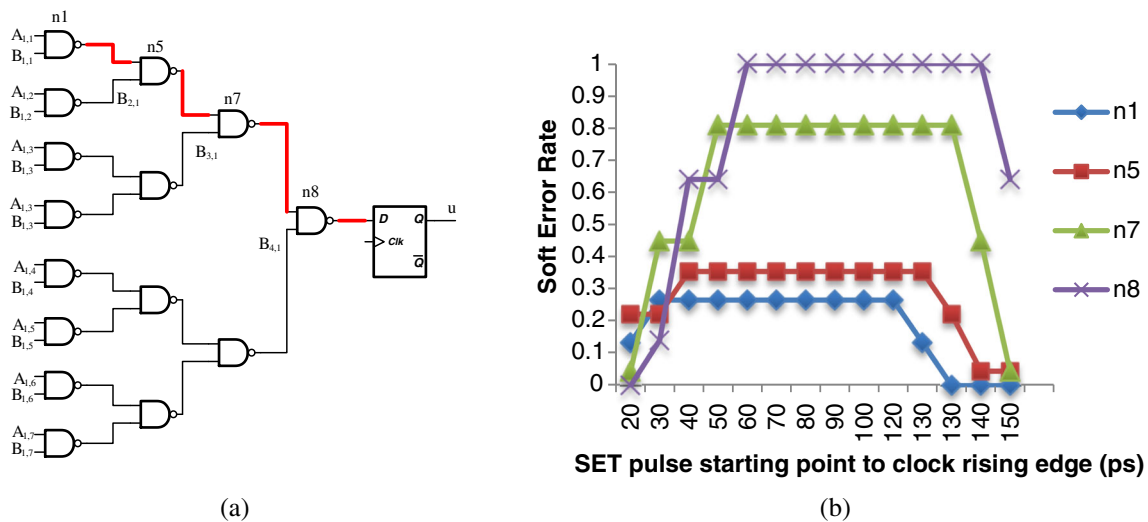 n1
A1,1
B1,1
n5
A1,2
B1,2
B2,1
n7
A1,3
B1,3
B3,1
A1,3
B1,3
n8
D Q u
Clk
Q
B4,1
A1,4
B1,4
A1,5
B1,5
A1,6
B1,6
A1,7
B1,7
(a)
Soft Error Rate
1
0.9
0.8
0.7
0.6
0.5
0.4
0.3
0.2
0.1
0
20 30 40 50 60 70 80 90 100 120 130 130 140 150
SET pulse starting point to clock rising edge (ps)
n1
n5
n7
n8
(b)